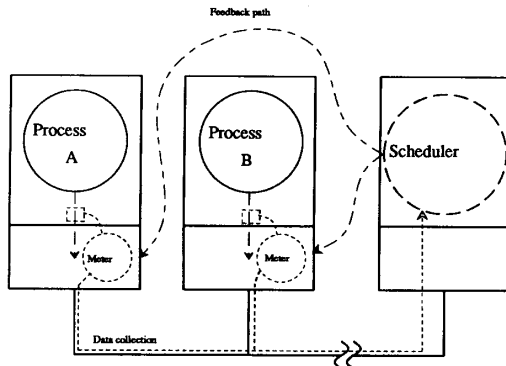 Feedback path
Process
A
Process
B
Scheduler
Meter
Meter
Data collection